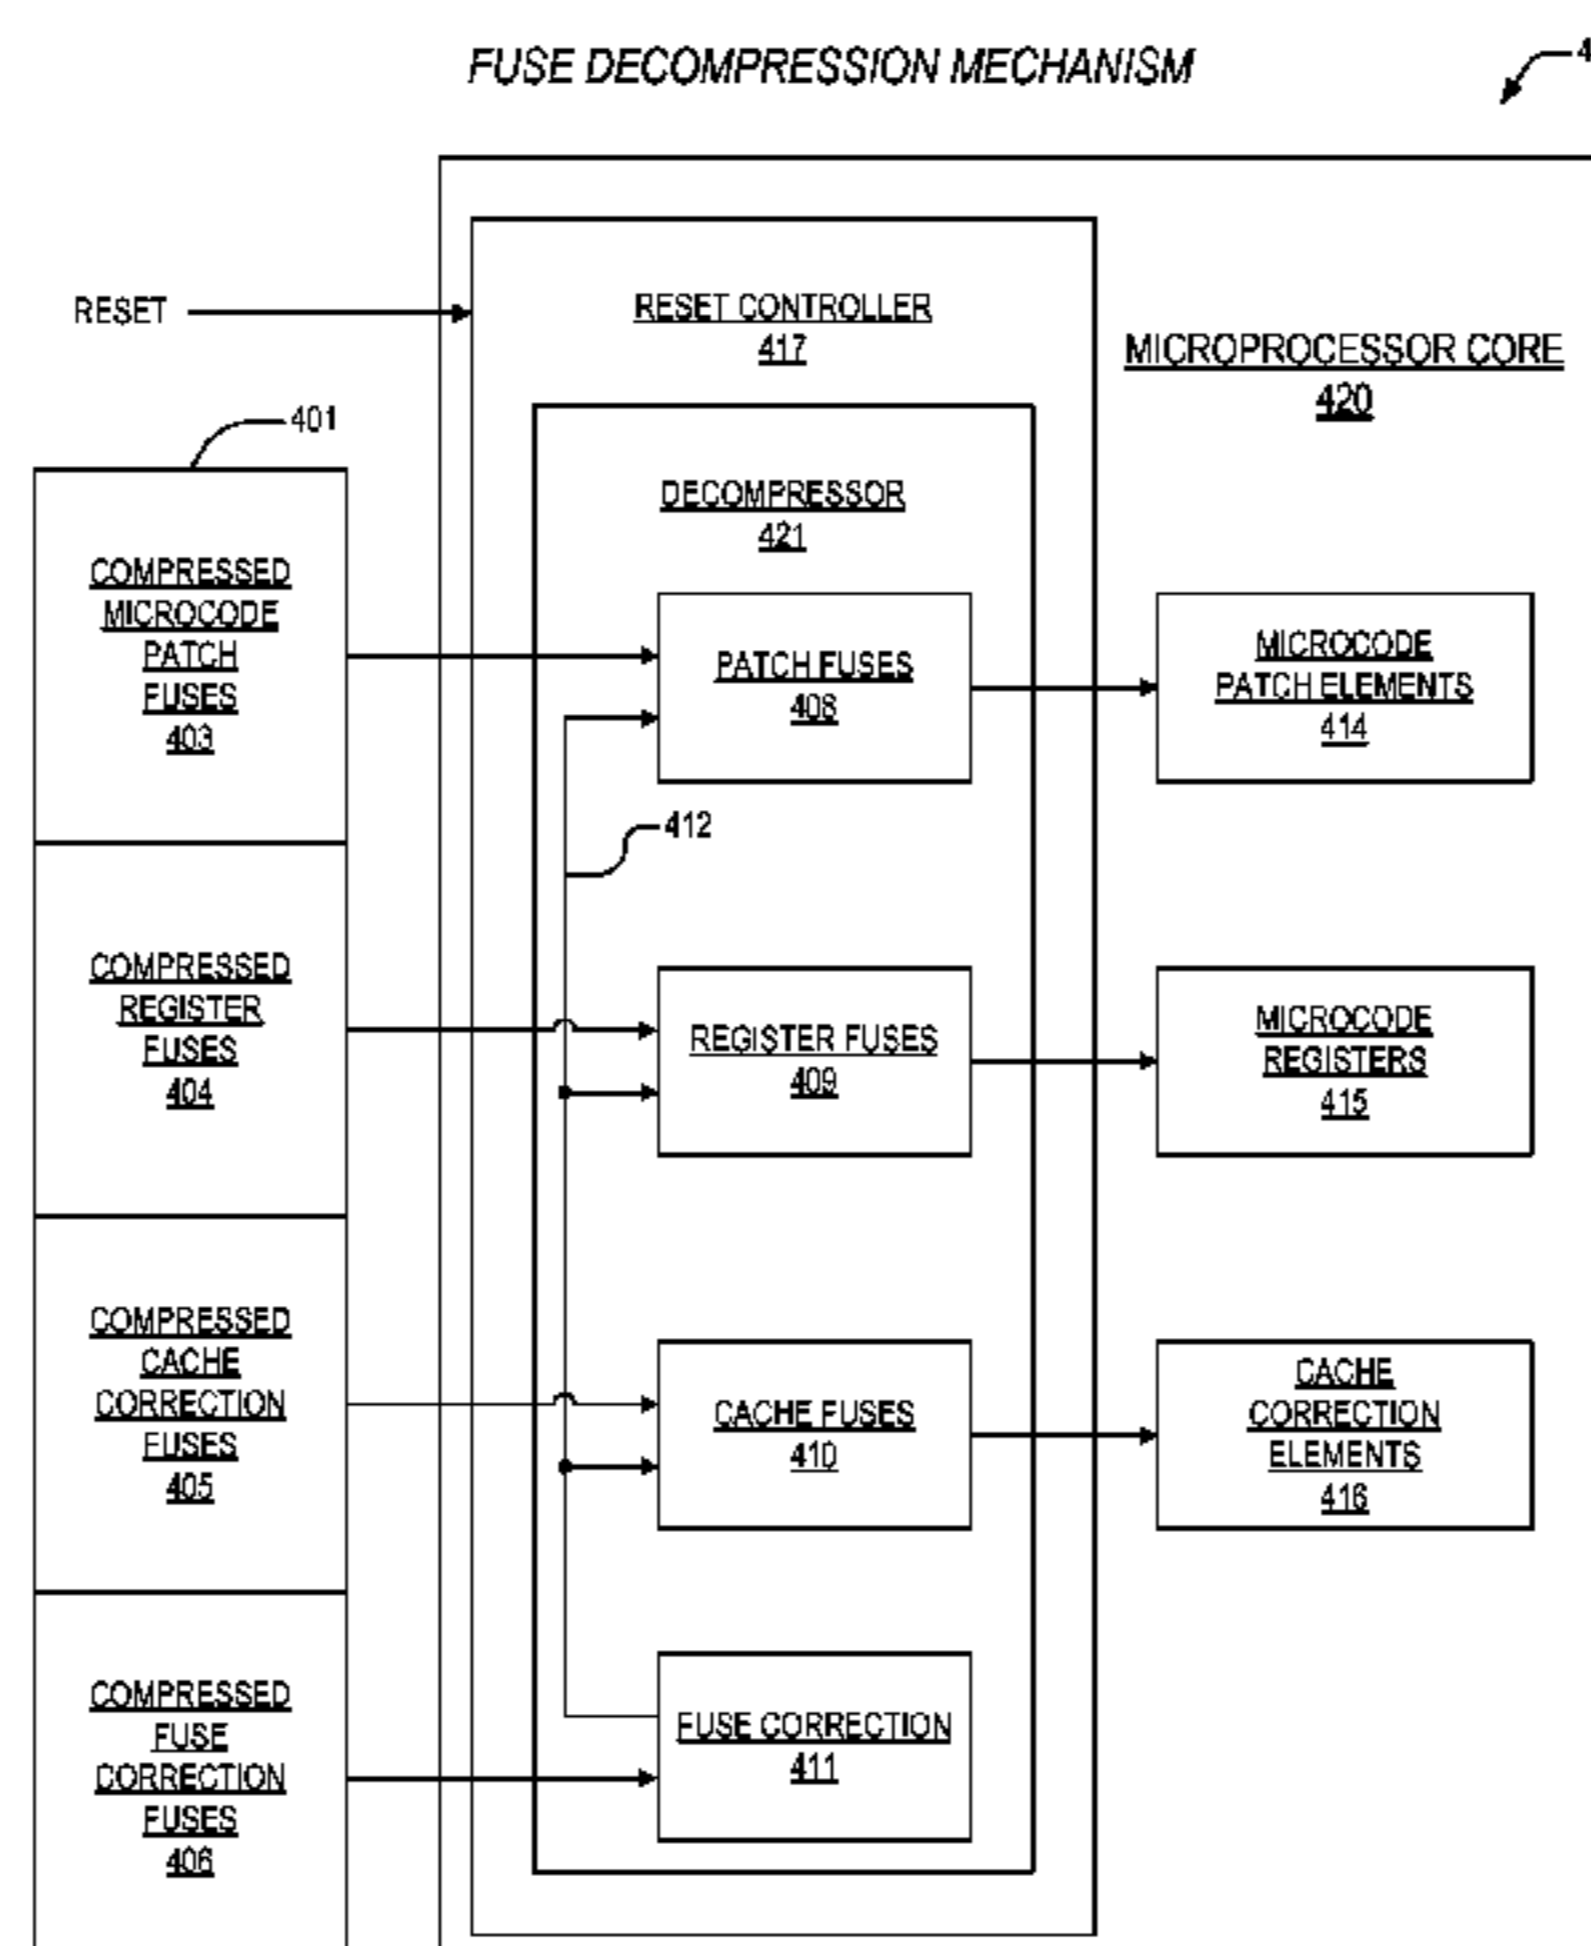 FUSE DECOMPRESSION MECHANISM
4
RESET
RESET CONTROLLER
417
MICROPROCESSOR CORE
420
401
DECOMPRESSOR
421
COMPRESSED
MICROCODE
PATCH
FUSES
403
PATCH FUSES
408
MICROCODE
PATCH ELEMENTS
414
412
COMPRESSED
REGISTER
FUSES
404
REGISTER FUSES
409
MICROCODE
REGISTERS
415
COMPRESSED
CACHE
CORRECTION
FUSES
405
CACHE FUSES
410
CACHE
CORRECTION
ELEMENTS
416
COMPRESSED
FUSE
CORRECTION
FUSES
406
FUSE CORRECTION
411